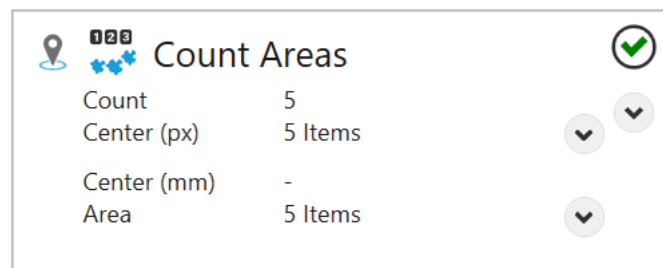 123
Count Areas
Count 5
Center (px) 5 Items
Center (mm) -
Area 5 Items